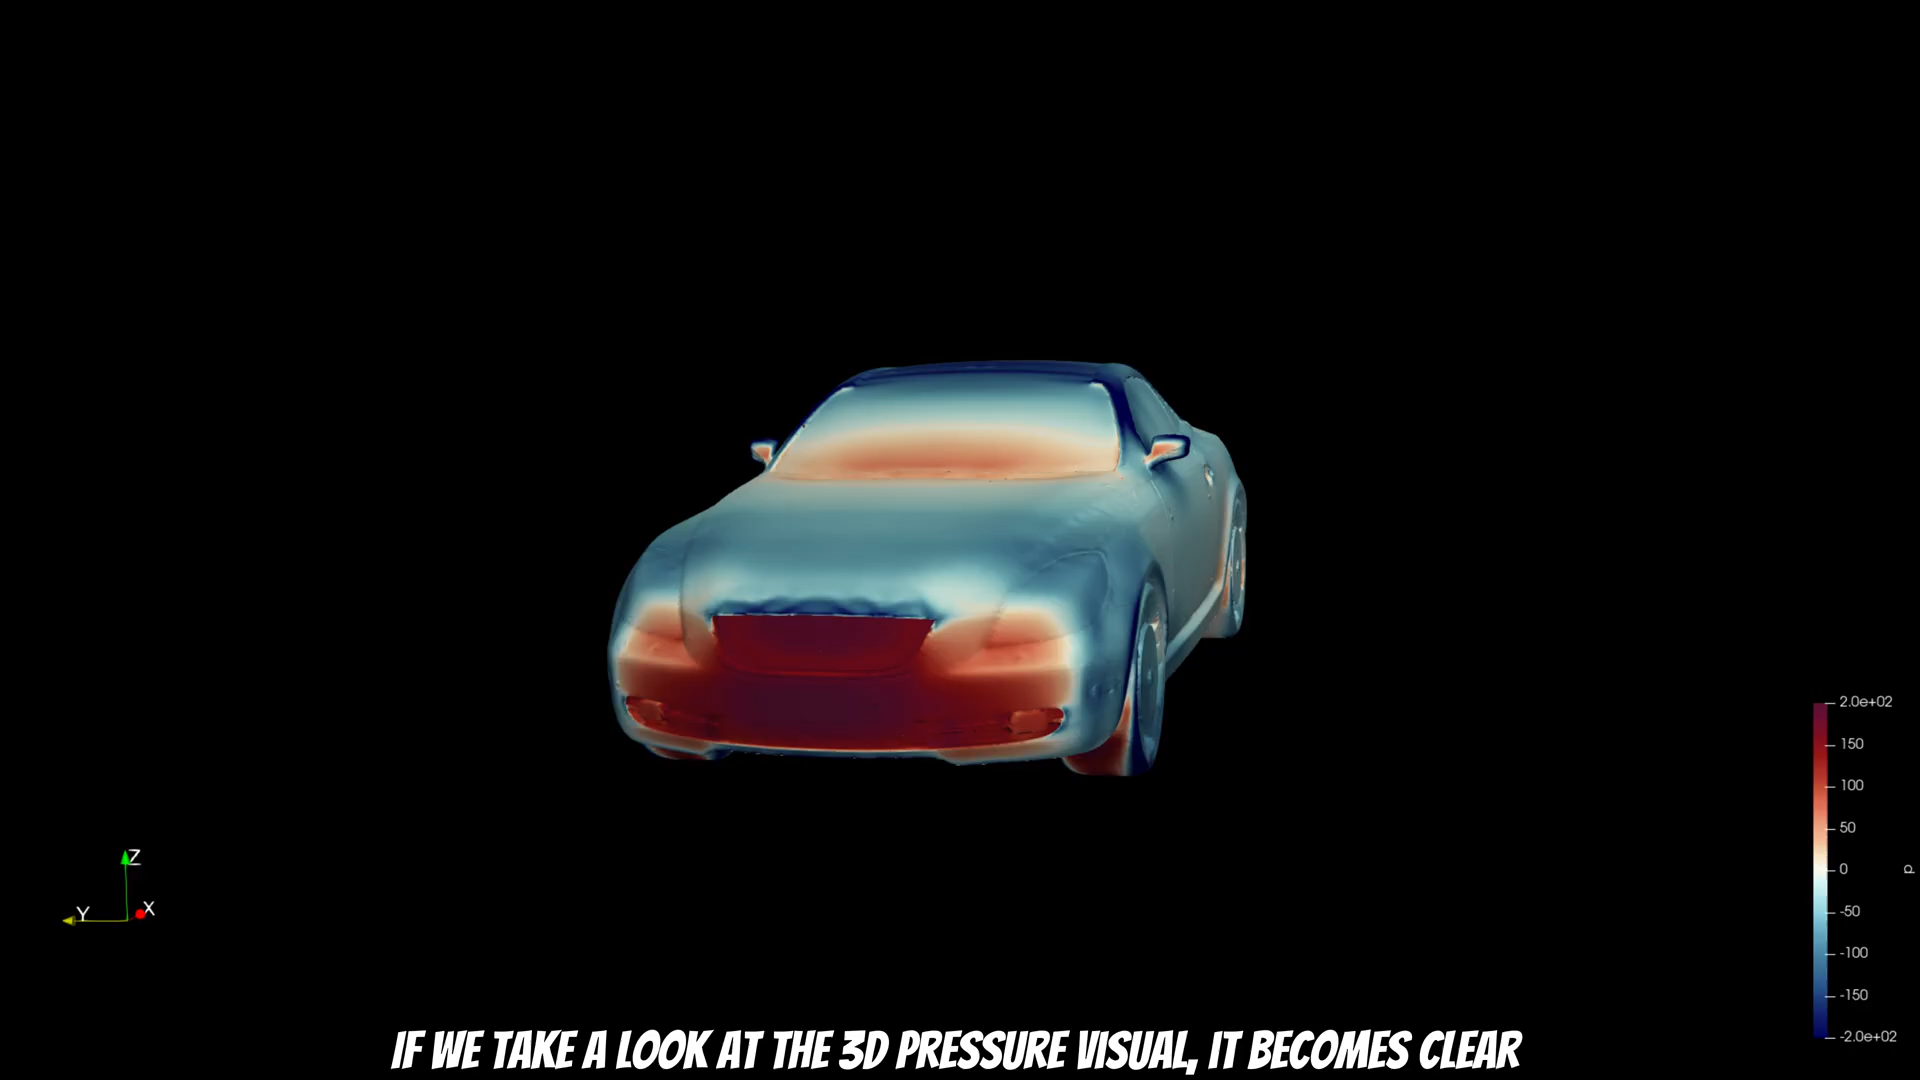 2.0e+02
150
100
50
0
p
-50
-100
-150
-2.0e+02
Z
Y
X
IF WE TAKE A LOOK AT THE 3D PRESSURE VISUAL, IT BECOMES CLEAR